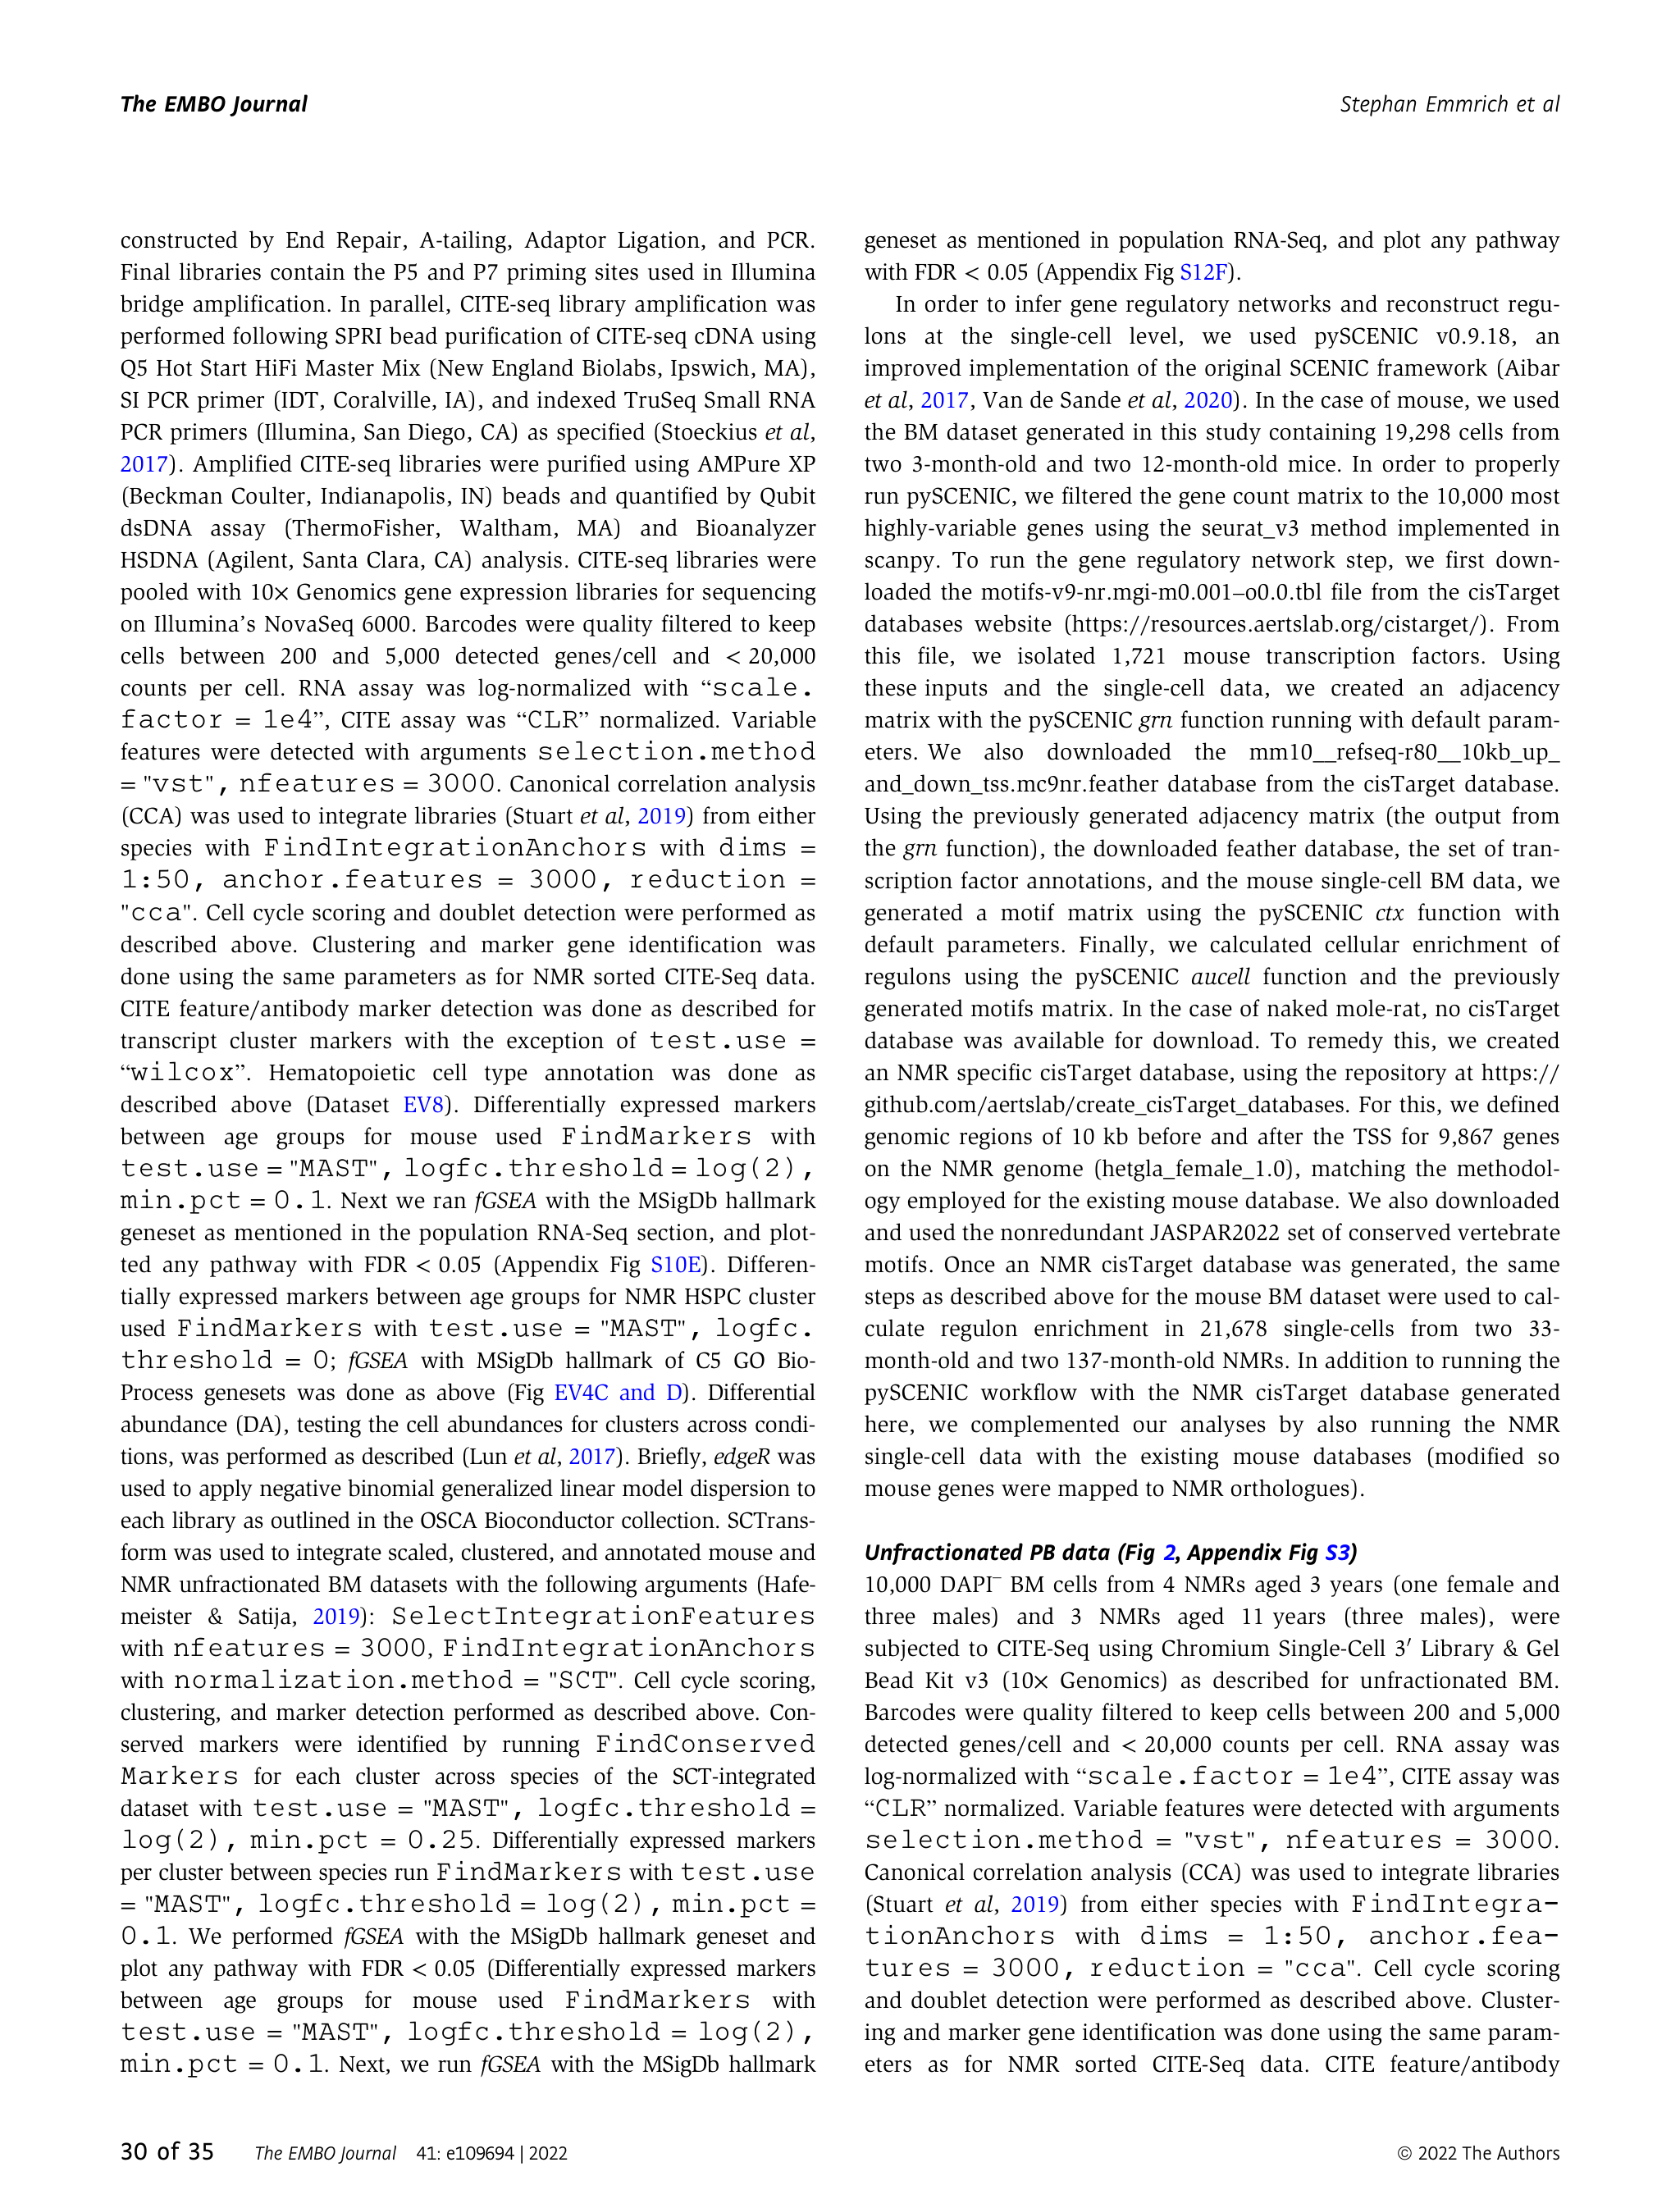 The EMBO Journal
Stephan Emmrich et al
constructed by End Repair, A-tailing, Adaptor Ligation, and PCR.
Final libraries contain the P5 and P7 priming sites used in Illumina
bridge amplification. In parallel, CITE-seq library amplification was
performed following SPRI bead purification of CITE-seq cDNA using
Q5 Hot Start HiFi Master Mix (New England Biolabs, Ipswich, MA),
SI PCR primer (IDT, Coralville, IA), and indexed TruSeq Small RNA
PCR primers (Illumina, San Diego, CA) as specified (Stoeckius et al,
2017). Amplified CITE-seq libraries were purified using AMPure XP
(Beckman Coulter, Indianapolis, IN) beads and quantified by Qubit
dsDNA assay (ThermoFisher, Waltham, MA) and Bioanalyzer
HSDNA (Agilent, Santa Clara, CA) analysis. CITE-seq libraries were
pooled with 10× Genomics gene expression libraries for sequencing
on Illumina’s NovaSeq 6000. Barcodes were quality filtered to keep
cells between 200 and 5,000 detected genes/cell and < 20,000
counts per cell. RNA assay was log-normalized with “scale.
factor = 1e4”, CITE assay was “CLR” normalized. Variable
features were detected with arguments selection.method
= "vst", nfeatures = 3000. Canonical correlation analysis
(CCA) was used to integrate libraries (Stuart et al, 2019) from either
species with FindIntegrationAnchors with dims =
1:50, anchor.features = 3000, reduction =
"cca". Cell cycle scoring and doublet detection were performed as
described above. Clustering and marker gene identification was
done using the same parameters as for NMR sorted CITE-Seq data.
CITE feature/antibody marker detection was done as described for
transcript cluster markers with the exception of test.use =
“wilcox”. Hematopoietic cell type annotation was done as
described above (Dataset EV8). Differentially expressed markers
between age groups for mouse used FindMarkers with
test.use = "MAST", logfc.threshold = log(2),
min.pct = 0.1. Next we ran fGSEA with the MSigDb hallmark
geneset as mentioned in the population RNA-Seq section, and plot-
ted any pathway with FDR < 0.05 (Appendix Fig S10E). Differen-
tially expressed markers between age groups for NMR HSPC cluster
used FindMarkers with test.use = "MAST", logfc.
threshold = 0; fGSEA with MSigDb hallmark of C5 GO Bio-
Process genesets was done as above (Fig EV4C and D). Differential
abundance (DA), testing the cell abundances for clusters across condi-
tions, was performed as described (Lun et al, 2017). Briefly, edgeR was
used to apply negative binomial generalized linear model dispersion to
each library as outlined in the OSCA Bioconductor collection. SCTrans-
form was used to integrate scaled, clustered, and annotated mouse and
NMR unfractionated BM datasets with the following arguments (Hafe-
meister & Satija, 2019): SelectIntegrationFeatures
with nfeatures = 3000, FindIntegrationAnchors
with normalization.method = "SCT". Cell cycle scoring,
clustering, and marker detection performed as described above. Con-
served markers were identified by running FindConserved
Markers for each cluster across species of the SCT-integrated
dataset with test.use = "MAST", logfc.threshold =
log(2), min.pct = 0.25. Differentially expressed markers
per cluster between species run FindMarkers with test.use
= "MAST", logfc.threshold = log(2), min.pct =
0.1. We performed fGSEA with the MSigDb hallmark geneset and
plot any pathway with FDR < 0.05 (Differentially expressed markers
between age groups for mouse used FindMarkers with
test.use = "MAST", logfc.threshold = log(2),
min.pct = 0.1. Next, we run fGSEA with the MSigDb hallmark
geneset as mentioned in population RNA-Seq, and plot any pathway
with FDR < 0.05 (Appendix Fig S12F).
In order to infer gene regulatory networks and reconstruct regu-
lons at the single-cell level, we used pySCENIC v0.9.18, an
improved implementation of the original SCENIC framework (Aibar
et al, 2017, Van de Sande et al, 2020). In the case of mouse, we used
the BM dataset generated in this study containing 19,298 cells from
two 3-month-old and two 12-month-old mice. In order to properly
run pySCENIC, we filtered the gene count matrix to the 10,000 most
highly-variable genes using the seurat_v3 method implemented in
scanpy. To run the gene regulatory network step, we first down-
loaded the motifs-v9-nr.mgi-m0.001–o0.0.tbl file from the cisTarget
databases website (https://resources.aertslab.org/cistarget/). From
this file, we isolated 1,721 mouse transcription factors. Using
these inputs and the single-cell data, we created an adjacency
matrix with the pySCENIC grn function running with default param-
eters. We also downloaded the mm10__refseq-r80__10kb_up_
and_down_tss.mc9nr.feather database from the cisTarget database.
Using the previously generated adjacency matrix (the output from
the grn function), the downloaded feather database, the set of tran-
scription factor annotations, and the mouse single-cell BM data, we
generated a motif matrix using the pySCENIC ctx function with
default parameters. Finally, we calculated cellular enrichment of
regulons using the pySCENIC aucell function and the previously
generated motifs matrix. In the case of naked mole-rat, no cisTarget
database was available for download. To remedy this, we created
an NMR specific cisTarget database, using the repository at https://
github.com/aertslab/create_cisTarget_databases. For this, we defined
genomic regions of 10 kb before and after the TSS for 9,867 genes
on the NMR genome (hetgla_female_1.0), matching the methodol-
ogy employed for the existing mouse database. We also downloaded
and used the nonredundant JASPAR2022 set of conserved vertebrate
motifs. Once an NMR cisTarget database was generated, the same
steps as described above for the mouse BM dataset were used to cal-
culate regulon enrichment in 21,678 single-cells from two 33-
month-old and two 137-month-old NMRs. In addition to running the
pySCENIC workflow with the NMR cisTarget database generated
here, we complemented our analyses by also running the NMR
single-cell data with the existing mouse databases (modified so
mouse genes were mapped to NMR orthologues).
Unfractionated PB data (Fig 2, Appendix Fig S3)
10,000 DAPI⁻ BM cells from 4 NMRs aged 3 years (one female and
three males) and 3 NMRs aged 11 years (three males), were
subjected to CITE-Seq using Chromium Single-Cell 3′ Library & Gel
Bead Kit v3 (10× Genomics) as described for unfractionated BM.
Barcodes were quality filtered to keep cells between 200 and 5,000
detected genes/cell and < 20,000 counts per cell. RNA assay was
log-normalized with “scale.factor = 1e4”, CITE assay was
“CLR” normalized. Variable features were detected with arguments
selection.method = "vst", nfeatures = 3000.
Canonical correlation analysis (CCA) was used to integrate libraries
(Stuart et al, 2019) from either species with FindIntegra-
tionAnchors with dims = 1:50, anchor.fea-
tures = 3000, reduction = "cca". Cell cycle scoring
and doublet detection were performed as described above. Cluster-
ing and marker gene identification was done using the same param-
eters as for NMR sorted CITE-Seq data. CITE feature/antibody
30 of 35 The EMBO Journal 41: e109694 | 2022
© 2022 The Authors